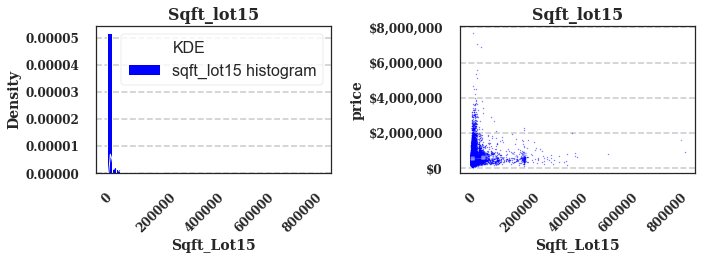 Sqft_lot15
0.00005
0.00004
0.00003
0.00002
0.00001
0.00000
Density
KDE
sqft_lot15 histogram
0
200000
400000
600000
800000
Sqft_Lot15
Sqft_lot15
$8,000,000
$6,000,000
$4,000,000
$2,000,000
$0
price
0
200000
400000
600000
800000
Sqft_Lot15